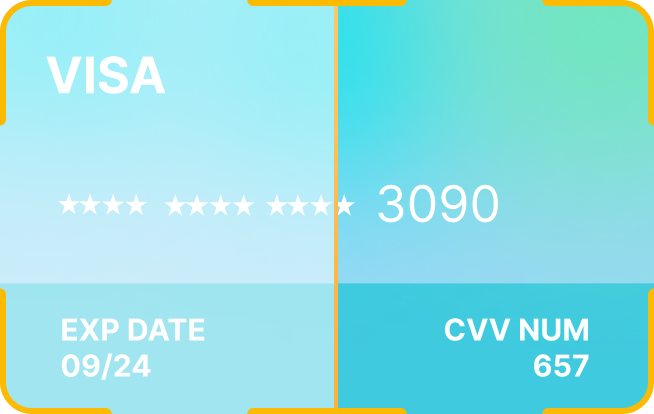 VISA
★★★★ ★★★★ ★★★★ 3090
EXP DATE
09/24
CVV NUM
657